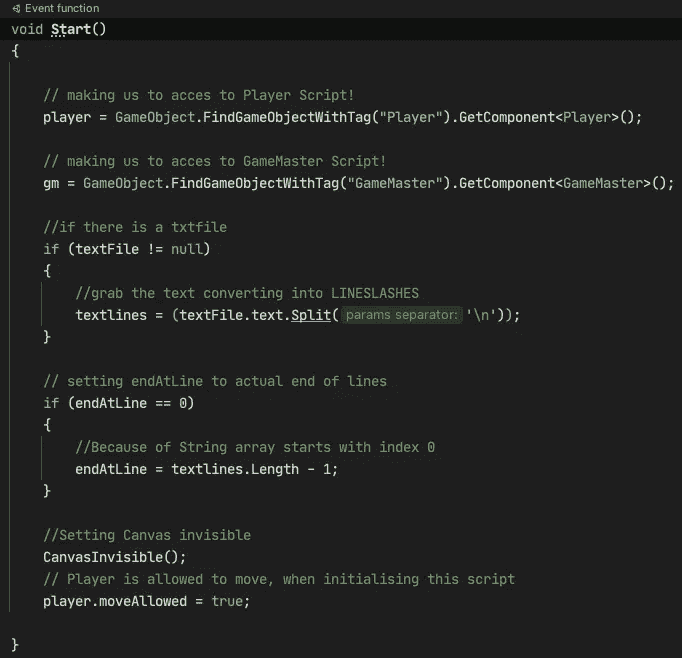 Event function
void Start()
{
// making us to acces to Player Script!
player = GameObject.FindGameObjectWithTag("Player").GetComponent<Player>();
// making us to acces to GameMaster Script!
gm = GameObject.FindGameObjectWithTag("GameMaster").GetComponent<GameMaster>();
//if there is a txtfile
if (textFile != null)
{
//grab the text converting into LINESLASHES
textlines = (textFile.text.Split( params separator: '\n'));
}
// setting endAtLine to actual end of lines
if (endAtLine == 0)
{
//Because of String array starts with index 0
endAtLine = textlines.Length - 1;
}
//Setting Canvas invisible
CanvasInvisible();
// Player is allowed to move, when initialising this script
player.moveAllowed = true;
}